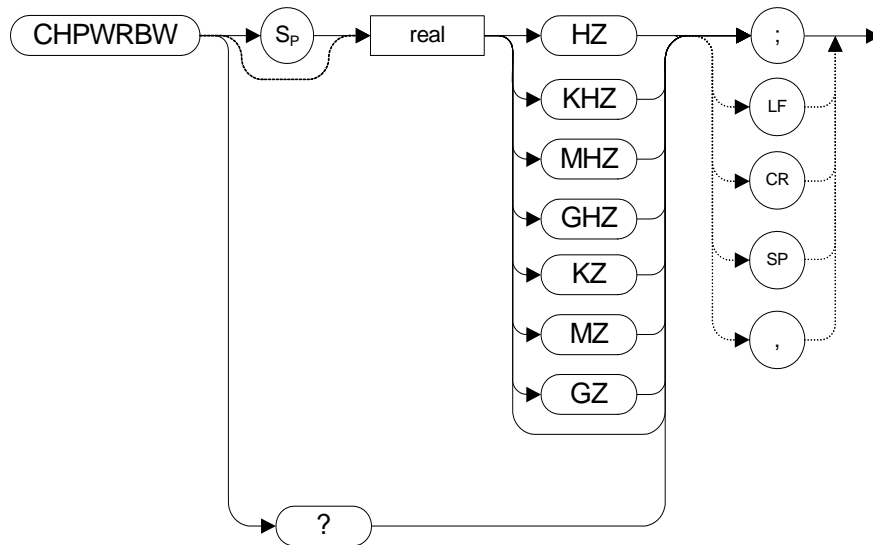 CHPWRBW SP real HZ ;
KHZ LF
MHZ CR
GHZ SP
KZ
MZ ,
GZ
?